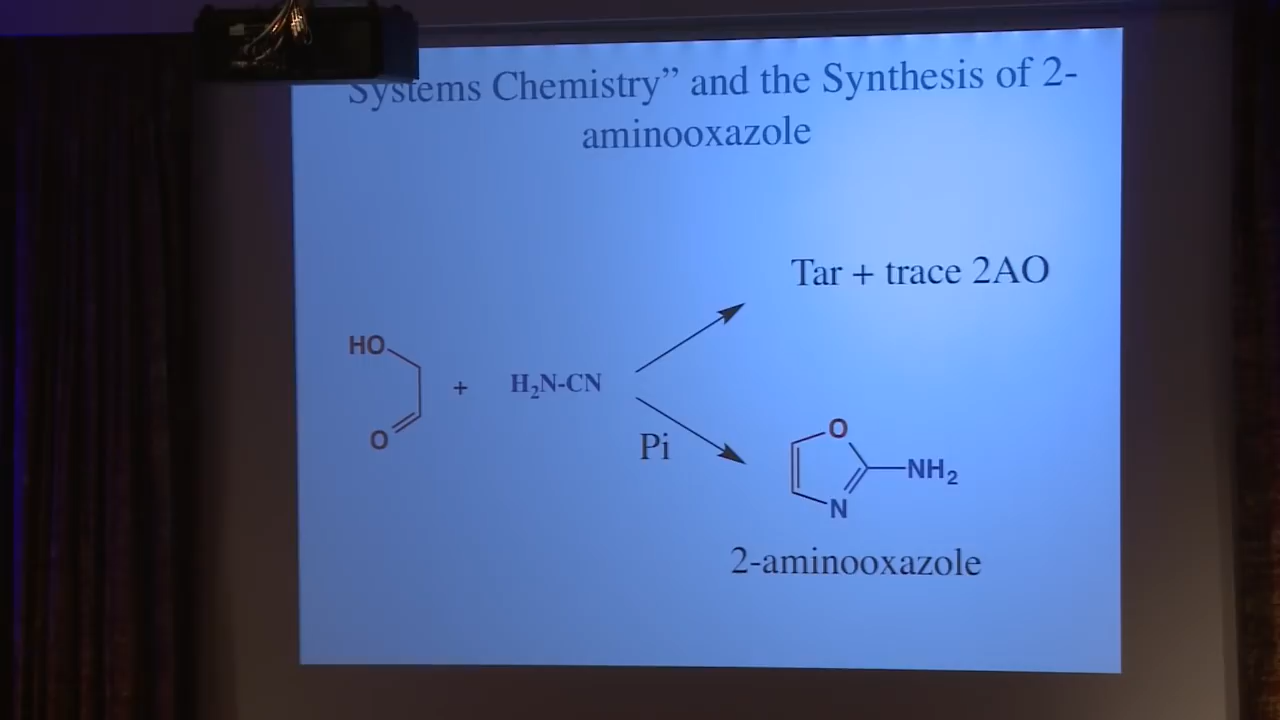 Systems Chemistry” and the Synthesis of 2-
aminooxazole
Tar + trace 2AO
HO
O
+
H₂N-CN
Pi
O
N
NH₂
2-aminooxazole